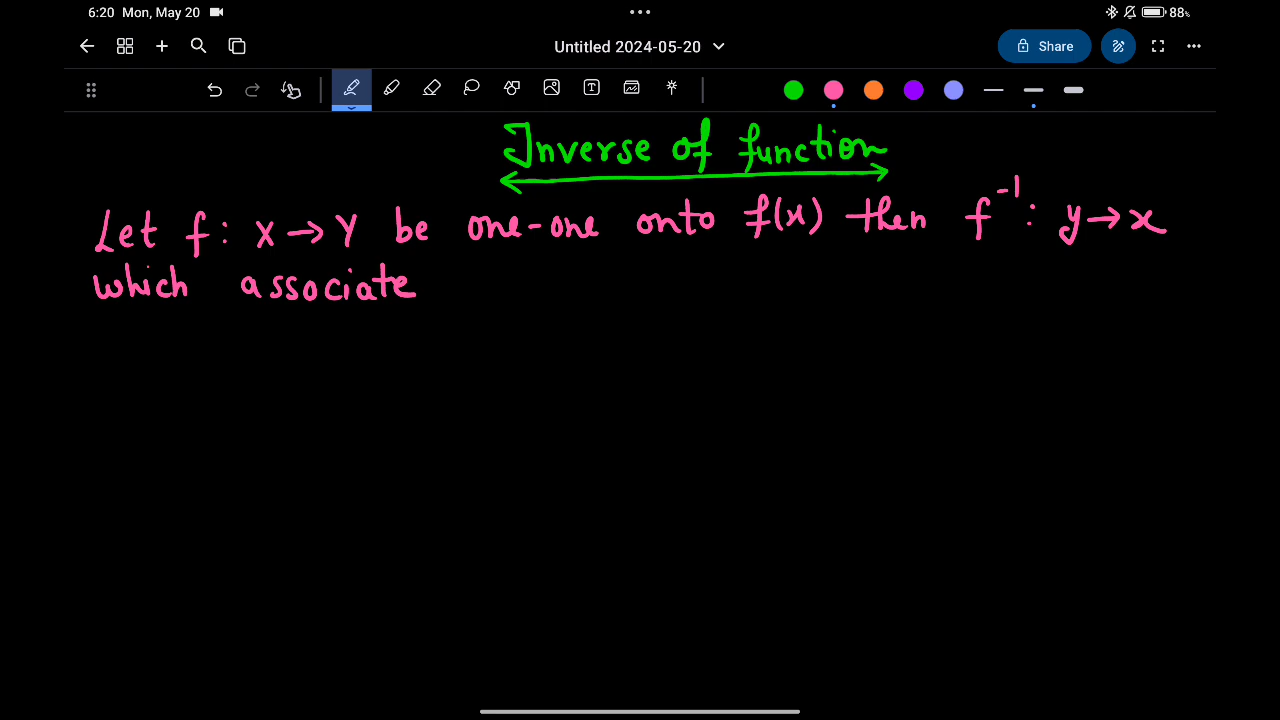 6:20 Mon, May 20
88%
Untitled 2024-05-20
Share
Inverse of function
Let f: X→Y be one-one onto f(x) then f⁻¹: y→x
which associate